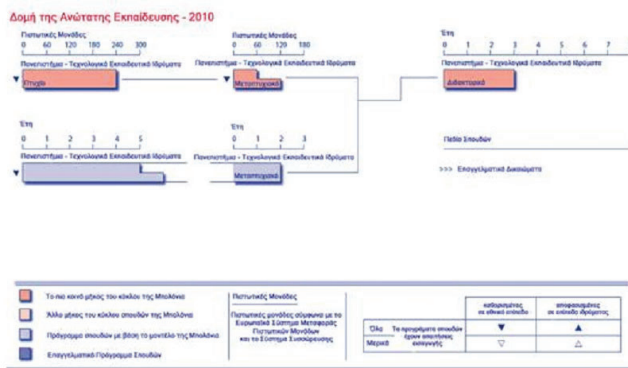 Δομή της Ανώτατης Εκπαίδευσης - 2010
Πιστωτικές Μονάδες
0 60 120 180 240 300
Πανεπιστήμια - Τεχνολογικά Εκπαιδευτικά Ιδρύματα
Πτυχίο
Πιστωτικές Μονάδες
0 60 120 180
Πανεπιστήμια - Τεχνολογικά Εκπαιδευτικά Ιδρύματα
Μεταπτυχιακό
Έτη
0 1 2 3 4 5 6 7
Πανεπιστήμια - Τεχνολογικά Εκπαιδευτικά Ιδρύματα
Διδακτορικό
Έτη
0 1 2 3 4 5
Πανεπιστήμια - Τεχνολογικά Εκπαιδευτικά Ιδρύματα
Έτη
0 1 2 3
Πανεπιστήμια - Τεχνολογικά Εκπαιδευτικά Ιδρύματα
Μεταπτυχιακό
Πεδία Σπουδών
>>> Επαγγελματικά Δικαιώματα
Το πιο κοινό μήκος του κύκλου της Μπολόνια
Άλλο μήκος του κύκλου σπουδών της Μπολόνια
Πρόγραμμα σπουδών με βάση το μοντέλο της Μπολόνια
Επαγγελματικό Πρόγραμμα Σπουδών
Πιστωτικές Μονάδες
Πιστωτικές μονάδες σύμφωνα με το
Ευρωπαϊκό Σύστημα Μεταφοράς
Πιστωτικών Μονάδων
και το Σύστημα Συσσώρευσης
καθορισμένες
σε εθνικό επίπεδο
αποφασισμένες
σε επίπεδο ιδρύματος
Όλα
Μερικά
Τα προγράμματα σπουδών
έχουν απαιτήσεις
εισαγωγής